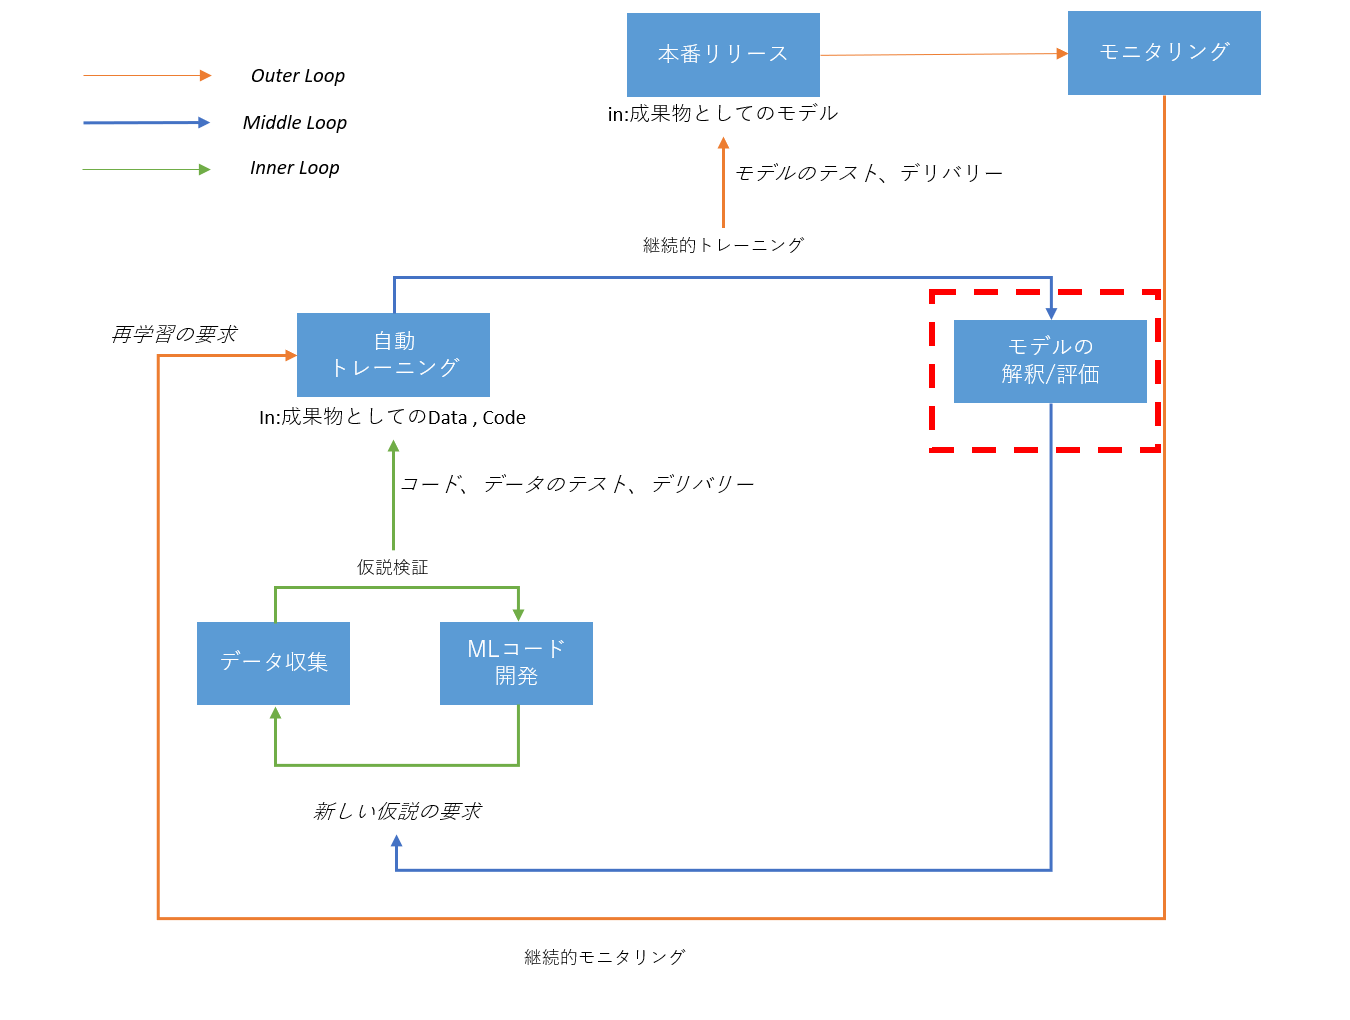 本番リリース
モニタリング
Outer Loop
Middle Loop
Inner Loop
in:成果物としてのモデル
モデルのテスト、デリバリー
継続的トレーニング
再学習の要求
自動
トレーニング
モデルの
解釈/評価
In:成果物としてのData , Code
コード、データのテスト、デリバリー
仮説検証
データ収集
MLコード
開発
新しい仮説の要求
継続的モニタリング